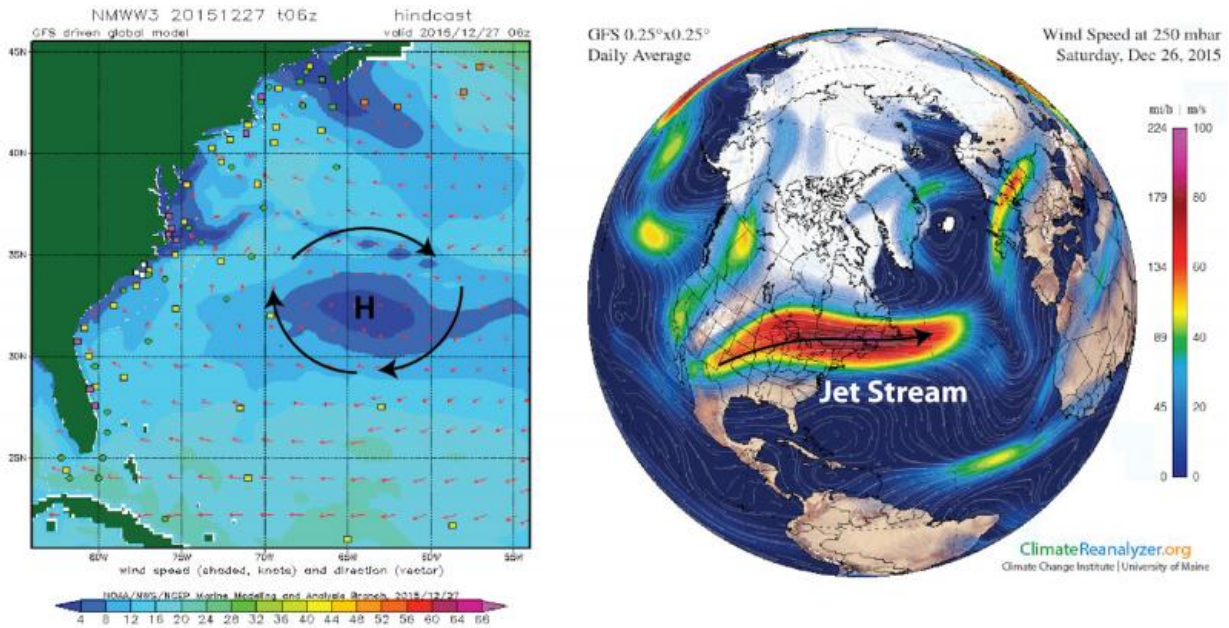 NMWW3 20151227 t06z hindcast
GFS driven global model valid 2015/12/27 06z
45N
40N
35N
30N
25N
H
80W 75W 70W 65W 60W 55W
wind speed (shaded, knots) and direction (vector)
NOAA/NWS/NCEP Marine Modeling and Analysis Branch, 2015/12/27
4 8 12 16 20 24 28 32 36 40 44 48 52 56 60 64 68
GFS 0.25°x0.25° Wind Speed at 250 mbar
Daily Average Saturday, Dec 26, 2015
mi/h | m/s
224 100
179 80
134 60
89 40
45 20
0 0
Jet Stream
ClimateReanalyzer.org
Climate Change Institute | University of Maine